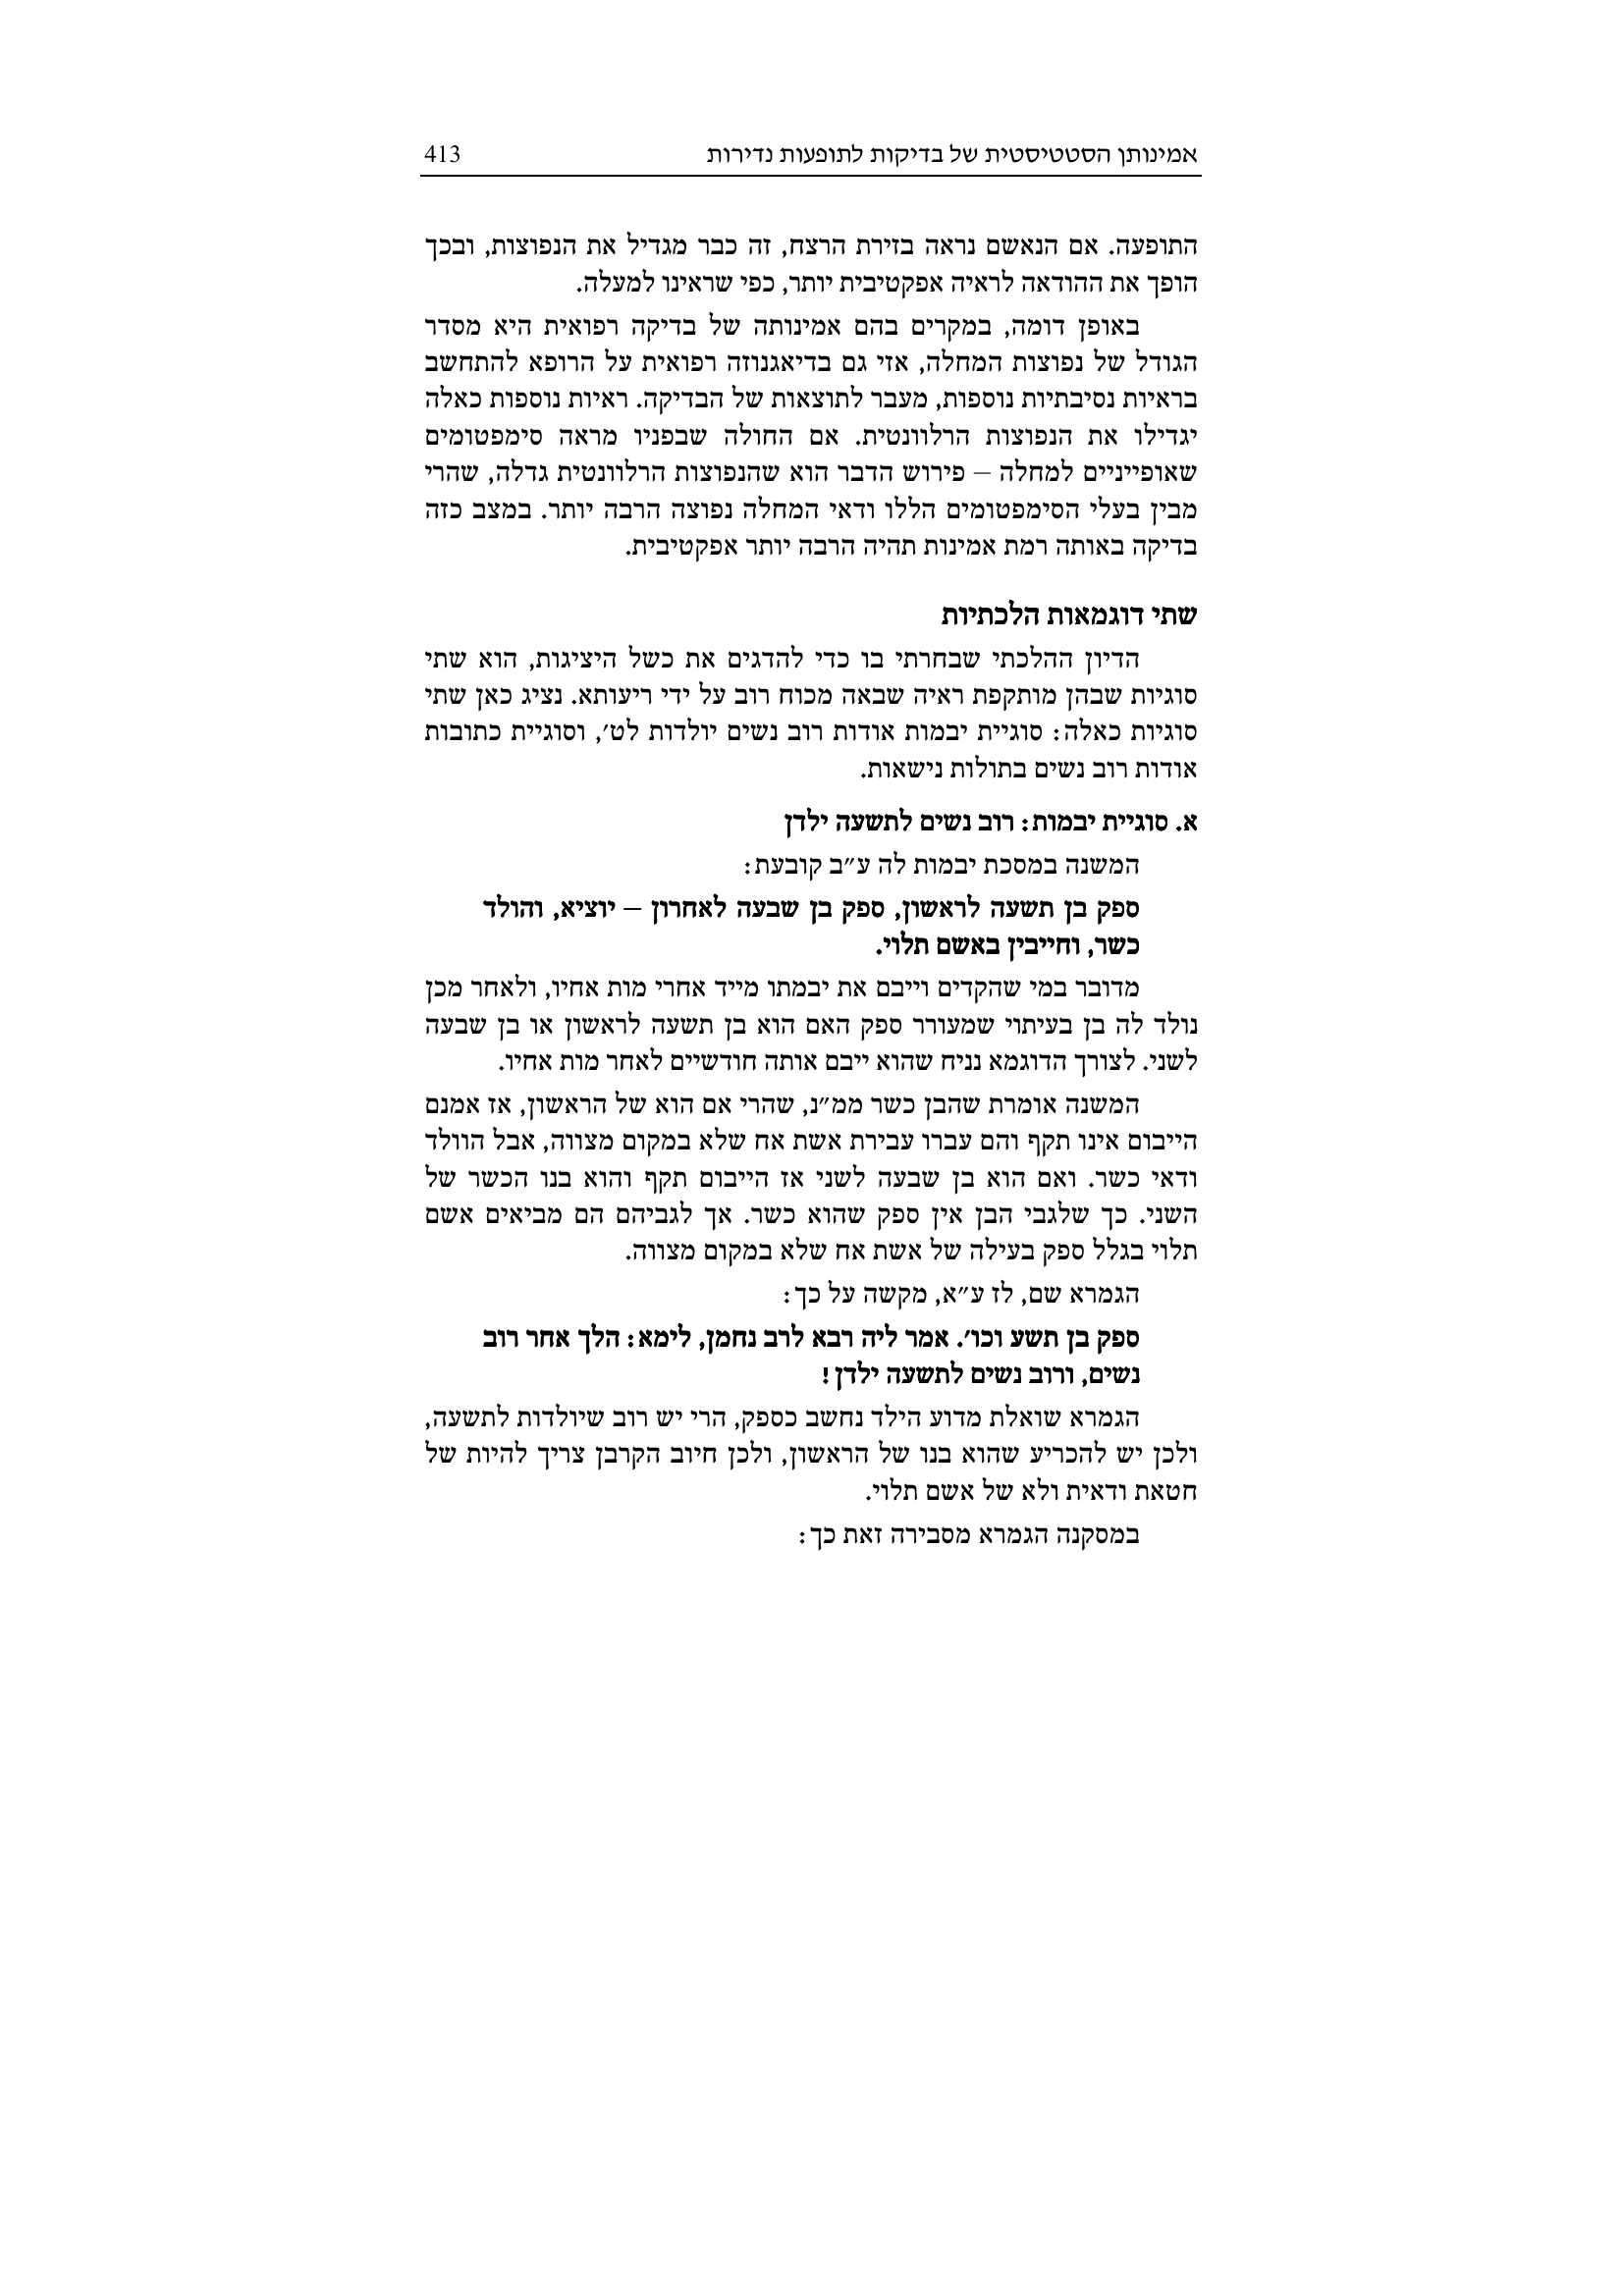 אמינותן הסטטיסטית של בדיקות לתופעות נדירות 413
התופעה. אם הנאשם נראה בזירת הרצח, זה כבר מגדיל את הנפוצות, ובכך
הופך את ההודאה לראיה אפקטיבית יותר, כפי שראינו למעלה.
באופן דומה, במקרים בהם אמינותה של בדיקה רפואית היא מסדר
הגודל של נפוצות המחלה, אזי גם בדיאגנוזה רפואית על הרופא להתחשב
בראיות נסיבתיות נוספות, מעבר לתוצאות של הבדיקה. ראיות נוספות כאלה
יגדילו את הנפוצות הרלוונטית. אם החולה שבפניו מראה סימפטומים
שאופייניים למחלה – פירוש הדבר הוא שהנפוצות הרלוונטית גדלה, שהרי
מבין בעלי הסימפטומים הללו ודאי המחלה נפוצה הרבה יותר. במצב כזה
בדיקה באותה רמת אמינות תהיה הרבה יותר אפקטיבית.
שתי דוגמאות הלכתיות
הדיון ההלכתי שבחרתי בו כדי להדגים את כשל היציגות, הוא שתי
סוגיות שבהן מותקפת ראיה שבאה מכוח רוב על ידי ריעותא. נציג כאן שתי
סוגיות כאלה: סוגיית יבמות אודות רוב נשים יולדות לט׳, וסוגיית כתובות
אודות רוב נשים בתולות נישאות.
א. סוגיית יבמות: רוב נשים לתשעה ילדן
המשנה במסכת יבמות לה ע״ב קובעת:
ספק בן תשעה לראשון, ספק בן שבעה לאחרון – יוציא, והולד
כשר, וחייבין באשם תלוי.
מדובר במי שהקדים וייבם את יבמתו מייד אחרי מות אחיו, ולאחר מכן
נולד לה בן בעיתוי שמעורר ספק האם הוא בן תשעה לראשון או בן שבעה
לשני. לצורך הדוגמא נניח שהוא ייבם אותה חודשיים לאחר מות אחיו.
המשנה אומרת שהבן כשר ממ״נ, שהרי אם הוא של הראשון, אז אמנם
הייבום אינו תקף והם עברו עבירת אשת אח שלא במקום מצווה, אבל הוולד
ודאי כשר. ואם הוא בן שבעה לשני אז הייבום תקף והוא בנו הכשר של
השני. כך שלגבי הבן אין ספק שהוא כשר. אך לגביהם הם מביאים אשם
תלוי בגלל ספק בעילה של אשת אח שלא במקום מצווה.
הגמרא שם, לז ע״א, מקשה על כך:
ספק בן תשע וכו׳. אמר ליה רבא לרב נחמן, לימא: הלך אחר רוב
נשים, ורוב נשים לתשעה ילדן!
הגמרא שואלת מדוע הילד נחשב כספק, הרי יש רוב שיולדות לתשעה,
ולכן יש להכריע שהוא בנו של הראשון, ולכן חיוב הקרבן צריך להיות של
חטאת ודאית ולא של אשם תלוי.
במסקנה הגמרא מסבירה זאת כך: